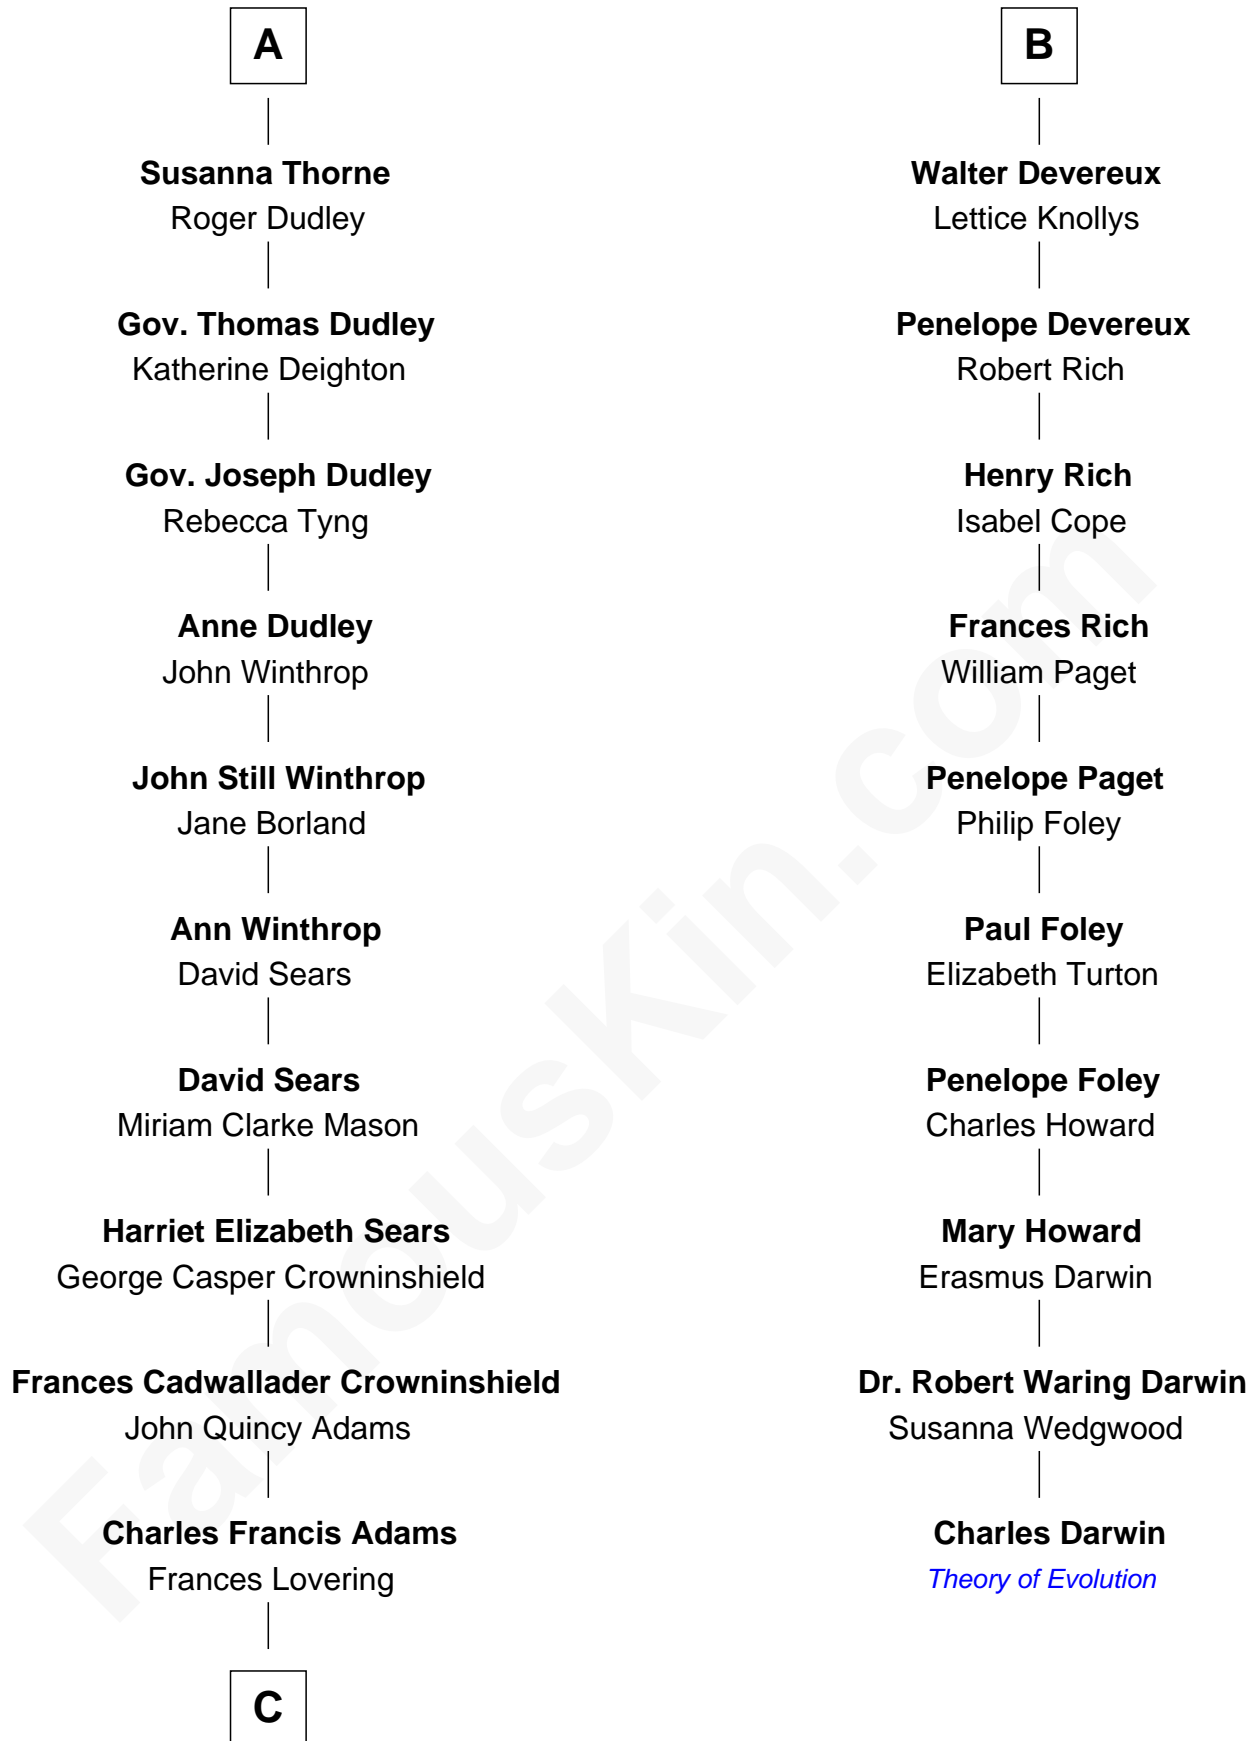 A
Susanna Thorne
Roger Dudley
Gov. Thomas Dudley
Katherine Deighton
Gov. Joseph Dudley
Rebecca Tyng
Anne Dudley
John Winthrop
John Still Winthrop
Jane Borland
Ann Winthrop
David Sears
David Sears
Miriam Clarke Mason
Harriet Elizabeth Sears
George Casper Crowninshield
Frances Cadwallader Crowninshield
John Quincy Adams
Charles Francis Adams
Frances Lovering
C
B
Walter Devereux
Lettice Knollys
Penelope Devereux
Robert Rich
Henry Rich
Isabel Cope
Frances Rich
William Paget
Penelope Paget
Philip Foley
Paul Foley
Elizabeth Turton
Penelope Foley
Charles Howard
Mary Howard
Erasmus Darwin
Dr. Robert Waring Darwin
Susanna Wedgwood
Charles Darwin
Theory of Evolution
FamousKin.com